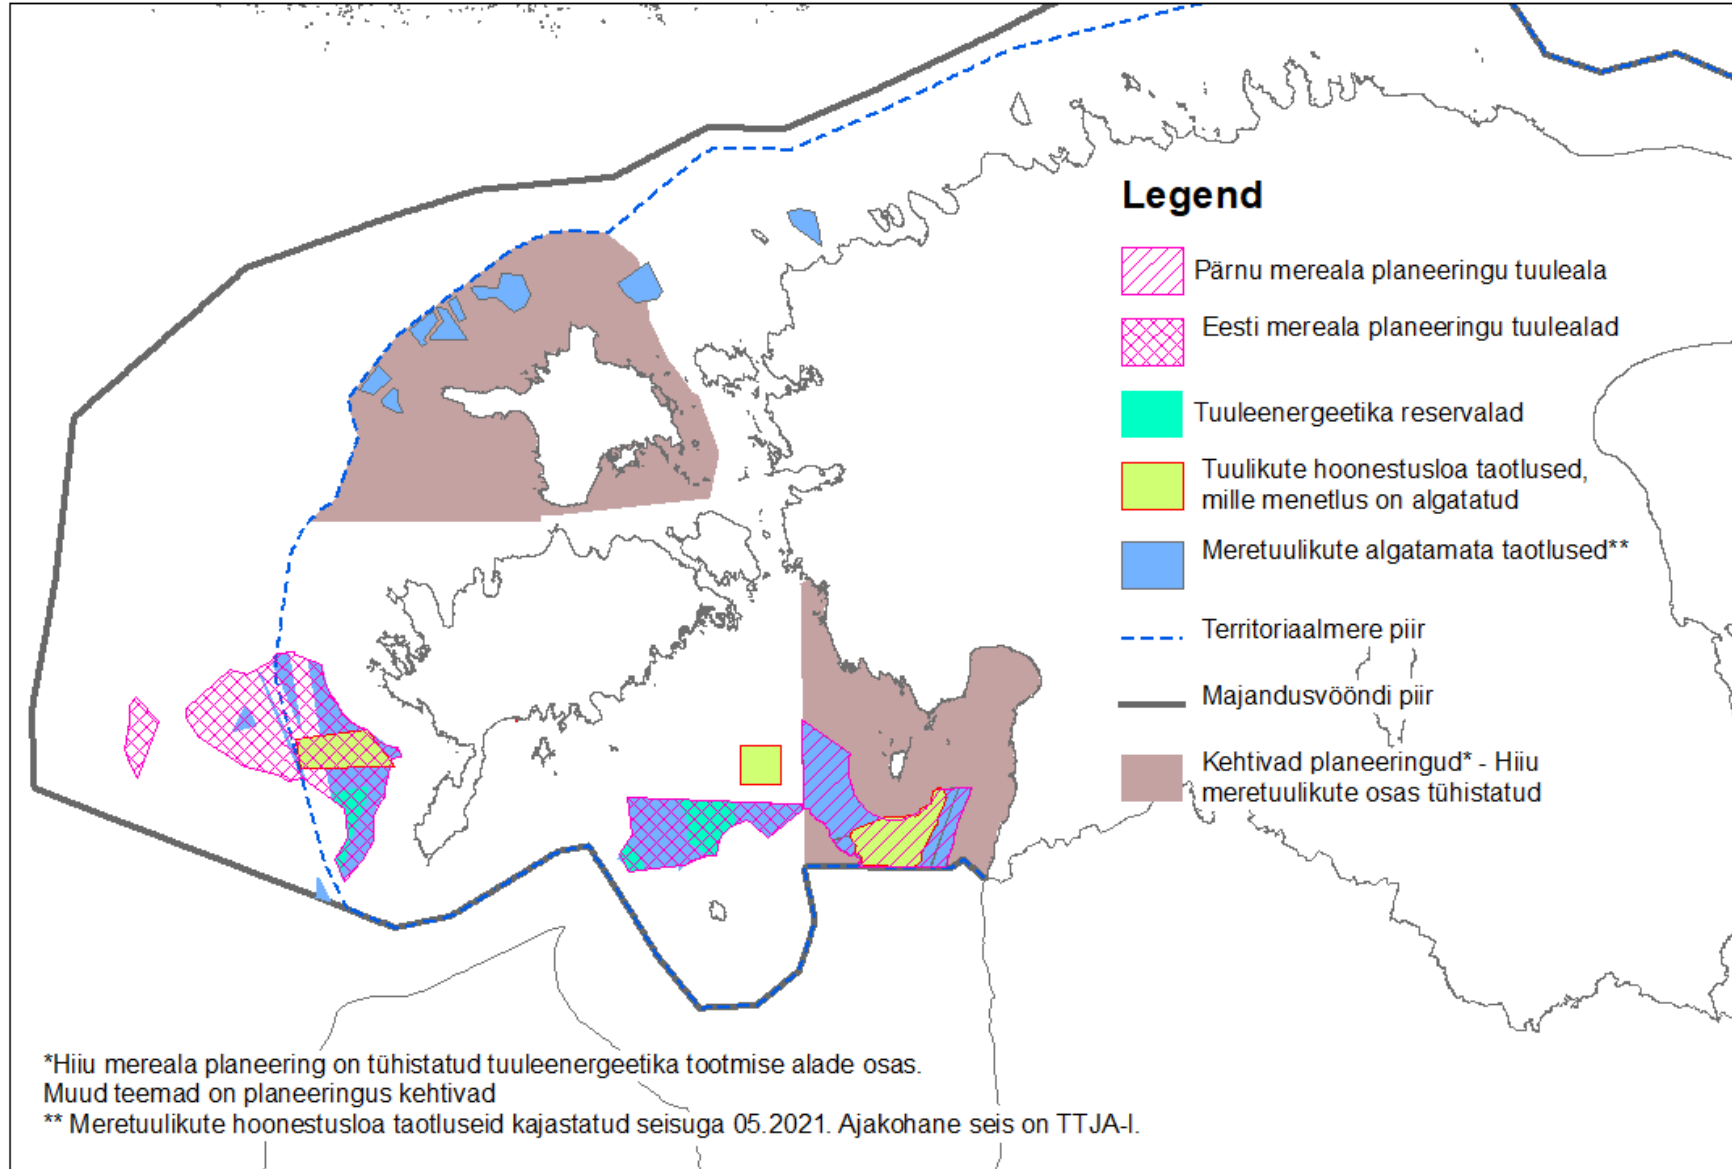 Legend
Pärnu mereala planeeringu tuuleala
Eesti mereala planeeringu tuulealad
Tuuleenergeetika reservalad
Tuulikute hoonestusloa taotlused,
mille menetlus on algatatud
Meretuulikute algatamata taotlused**
Territoriaalmere piir
Majandusvööndi piir
Kehtivad planeeringud* - Hiiu
meretuulikute osas tühistatud
*Hiiu mereala planeering on tühistatud tuuleenergeetika tootmise alade osas.
Muud teemad on planeeringus kehtivad
** Meretuulikute hoonestusloa taotluseid kajastatud seisuga 05.2021. Ajakohane seis on TTJA-l.